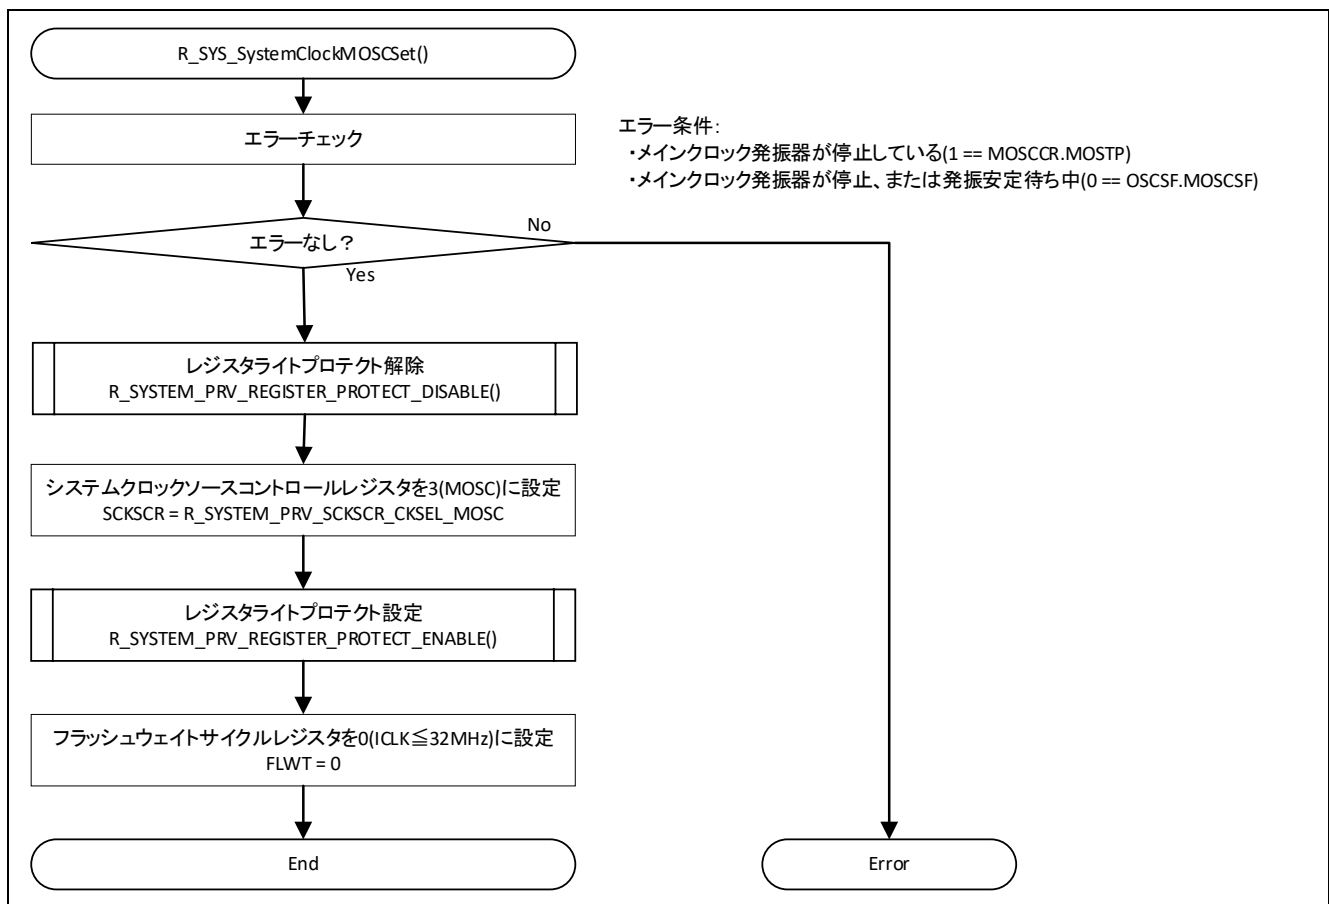 R_SYS_SystemClockMOSCSet()
エラーチェック
エラー条件:
・メインクロック発振器が停止している(1 == MOSCCR.MOSTP)
・メインクロック発振器が停止、または発振安定待ち中(0 == OSCSF.MOSCSF)
エラーなし？
No
Yes
レジスタライトプロテクト解除
R_SYSTEM_PRV_REGISTER_PROTECT_DISABLE()
システムクロックソースコントロールレジスタを3(MOSC)に設定
SCKSCR = R_SYSTEM_PRV_SCKSCR_CKSEL_MOSC
レジスタライトプロテクト設定
R_SYSTEM_PRV_REGISTER_PROTECT_ENABLE()
フラッシュウェイトサイクルレジスタを0(ICLK≦32MHz)に設定
FLWT = 0
End
Error